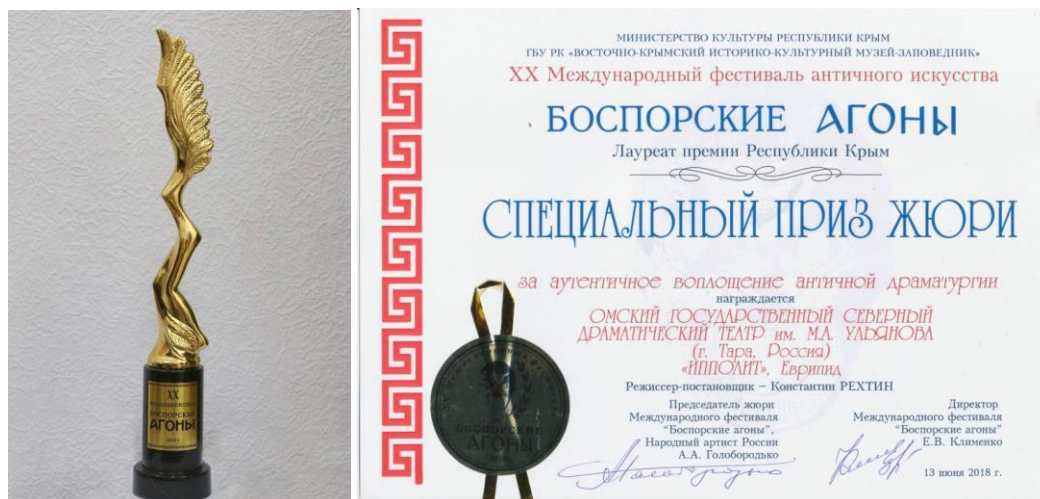 XX
БОСПОРСКИЕ
АГОНЫ
МИНИСТЕРСТВО КУЛЬТУРЫ РЕСПУБЛИКИ КРЫМ
ГБУ РК «ВОСТОЧНО-КРЫМСКИЙ ИСТОРИКО-КУЛЬТУРНЫЙ МУЗЕЙ-ЗАПОВЕДНИК»
XX Международный фестиваль античного искусства
БОСПОРСКИЕ АГОНЫ
Лауреат премии Республики Крым
СПЕЦИАЛЬНЫЙ ПРИЗ ЖЮРИ
за аутентичное воплощение античной драматургии
награждается
ОМСКИЙ ГОСУДАРСТВЕННЫЙ СЕВЕРНЫЙ
ДРАМАТИЧЕСКИЙ ТЕАТР им. М.А. УЛЬЯНОВА
(г. Тара, Россия)
«ИППОЛИТ», Еврипид
Режиссер-постановщик – Константин РЕХТИН
Председатель жюри
Международного фестиваля
"Боспорские агоны",
Народный артист России
А.А. Голобородько
Директор
Международного фестиваля
"Боспорские агоны"
Е.В. Клименко
13 июня 2018 г.
БОСПОРСКИЕ
АГОНЫ